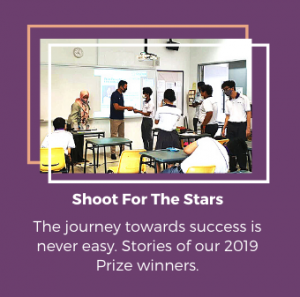 Shoot For The Stars
The journey towards success is
never easy. Stories of our 2019
Prize winners.